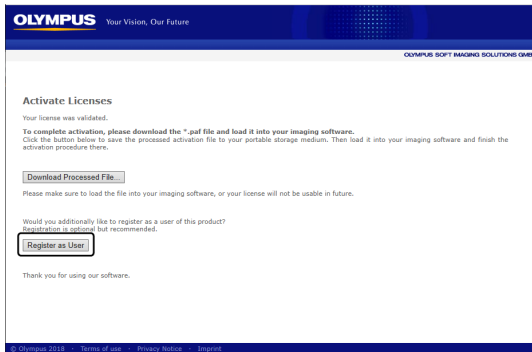 OLYMPUS Your Vision, Our Future
OLYMPUS SOFT IMAGING SOLUTIONS GMB
Activate Licenses
Your license was validated.
To complete activation, please download the *.paf file and load it into your imaging software.
Click the button below to save the processed activation file to your portable storage medium. Then load it into your imaging software and finish the
activation procedure there.
Download Processed File...
Please make sure to load the file into your imaging software, or your license will not be usable in future.
Would you additionally like to register as a user of this product?
Registration is optional but recommended.
Register as User
Thank you for using our software.
© Olympus 2018 · Terms of use · Privacy Notice · Imprint